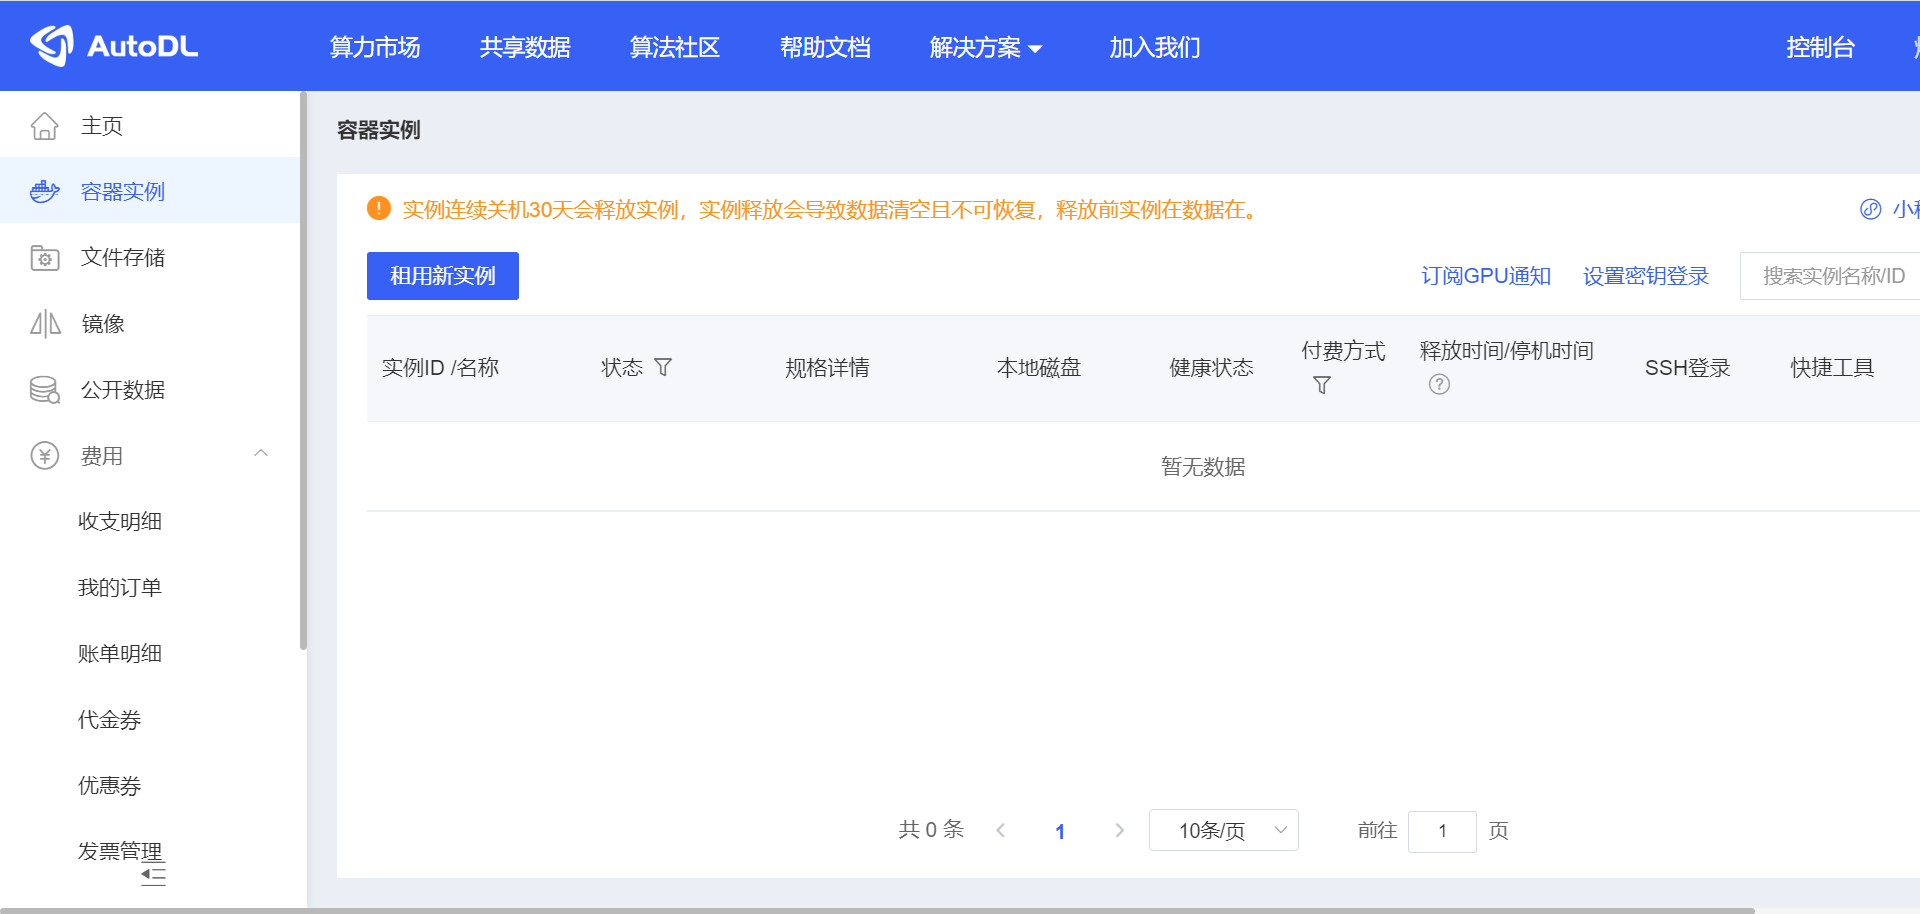 AutoDL
算力市场
共享数据
算法社区
帮助文档
解决方案
加入我们
控制台
主页
容器实例
文件存储
镜像
公开数据
费用
收支明细
我的订单
账单明细
代金券
优惠券
发票管理
容器实例
实例连续关机30天会释放实例，实例释放会导致数据清空且不可恢复，释放前实例在数据在。
小
租用新实例
订阅GPU通知
设置密钥登录
搜索实例名称/ID
实例ID /名称
状态
规格详情
本地磁盘
健康状态
付费方式
释放时间/停机时间
SSH登录
快捷工具
暂无数据
共 0 条
1
10条/页
前往
1
页